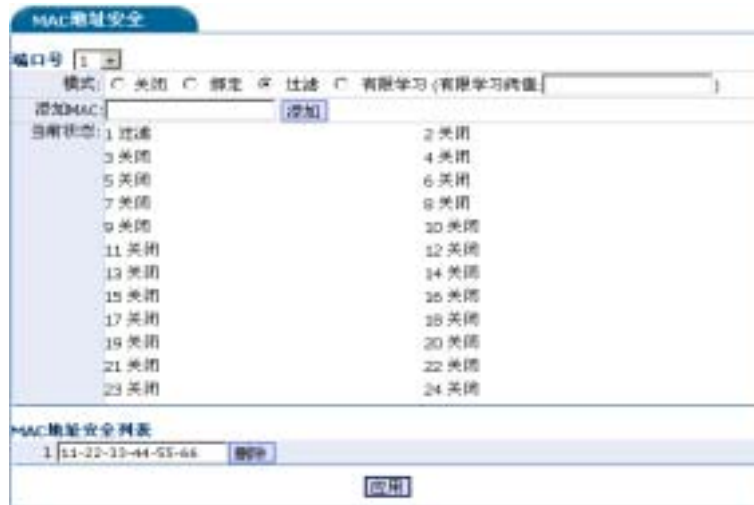 MAC地址安全
端口号 1
模式: 关闭 绑定 过滤 有限学习 (有限学习阀值: )
添加MAC: 添加
当前状态: 1 过滤 2 关闭
3 关闭 4 关闭
5 关闭 6 关闭
7 关闭 8 关闭
9 关闭 10 关闭
11 关闭 12 关闭
13 关闭 14 关闭
15 关闭 16 关闭
17 关闭 18 关闭
19 关闭 20 关闭
21 关闭 22 关闭
23 关闭 24 关闭
MAC地址安全列表
1 11-22-33-44-55-66 删除
应用